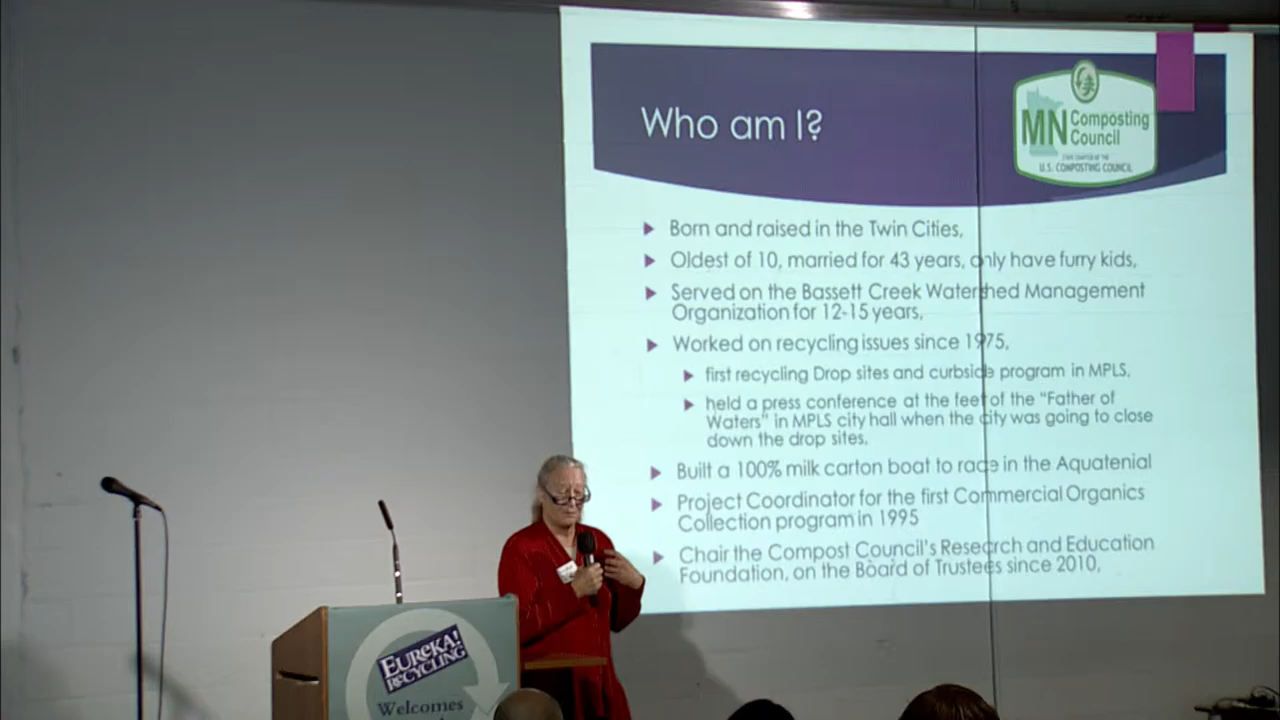 Who am I?
MN Composting
Council
STATE CHAPTER OF THE
U.S. COMPOSTING COUNCIL
Born and raised in the Twin Cities,
Oldest of 10, married for 43 years, only have furry kids,
Served on the Bassett Creek Watershed Management
Organization for 12-15 years,
Worked on recycling issues since 1975,
first recycling Drop sites and curbside program in MPLS,
held a press conference at the feet of the “Father of
Waters” in MPLS city hall when the city was going to close
down the drop sites,
Built a 100% milk carton boat to race in the Aquatenial
Project Coordinator for the first Commercial Organics
Collection program in 1995
Chair the Compost Council's Research and Education
Foundation, on the Board of Trustees since 2010,
EUREKA!
RECYCLING
Welcomes